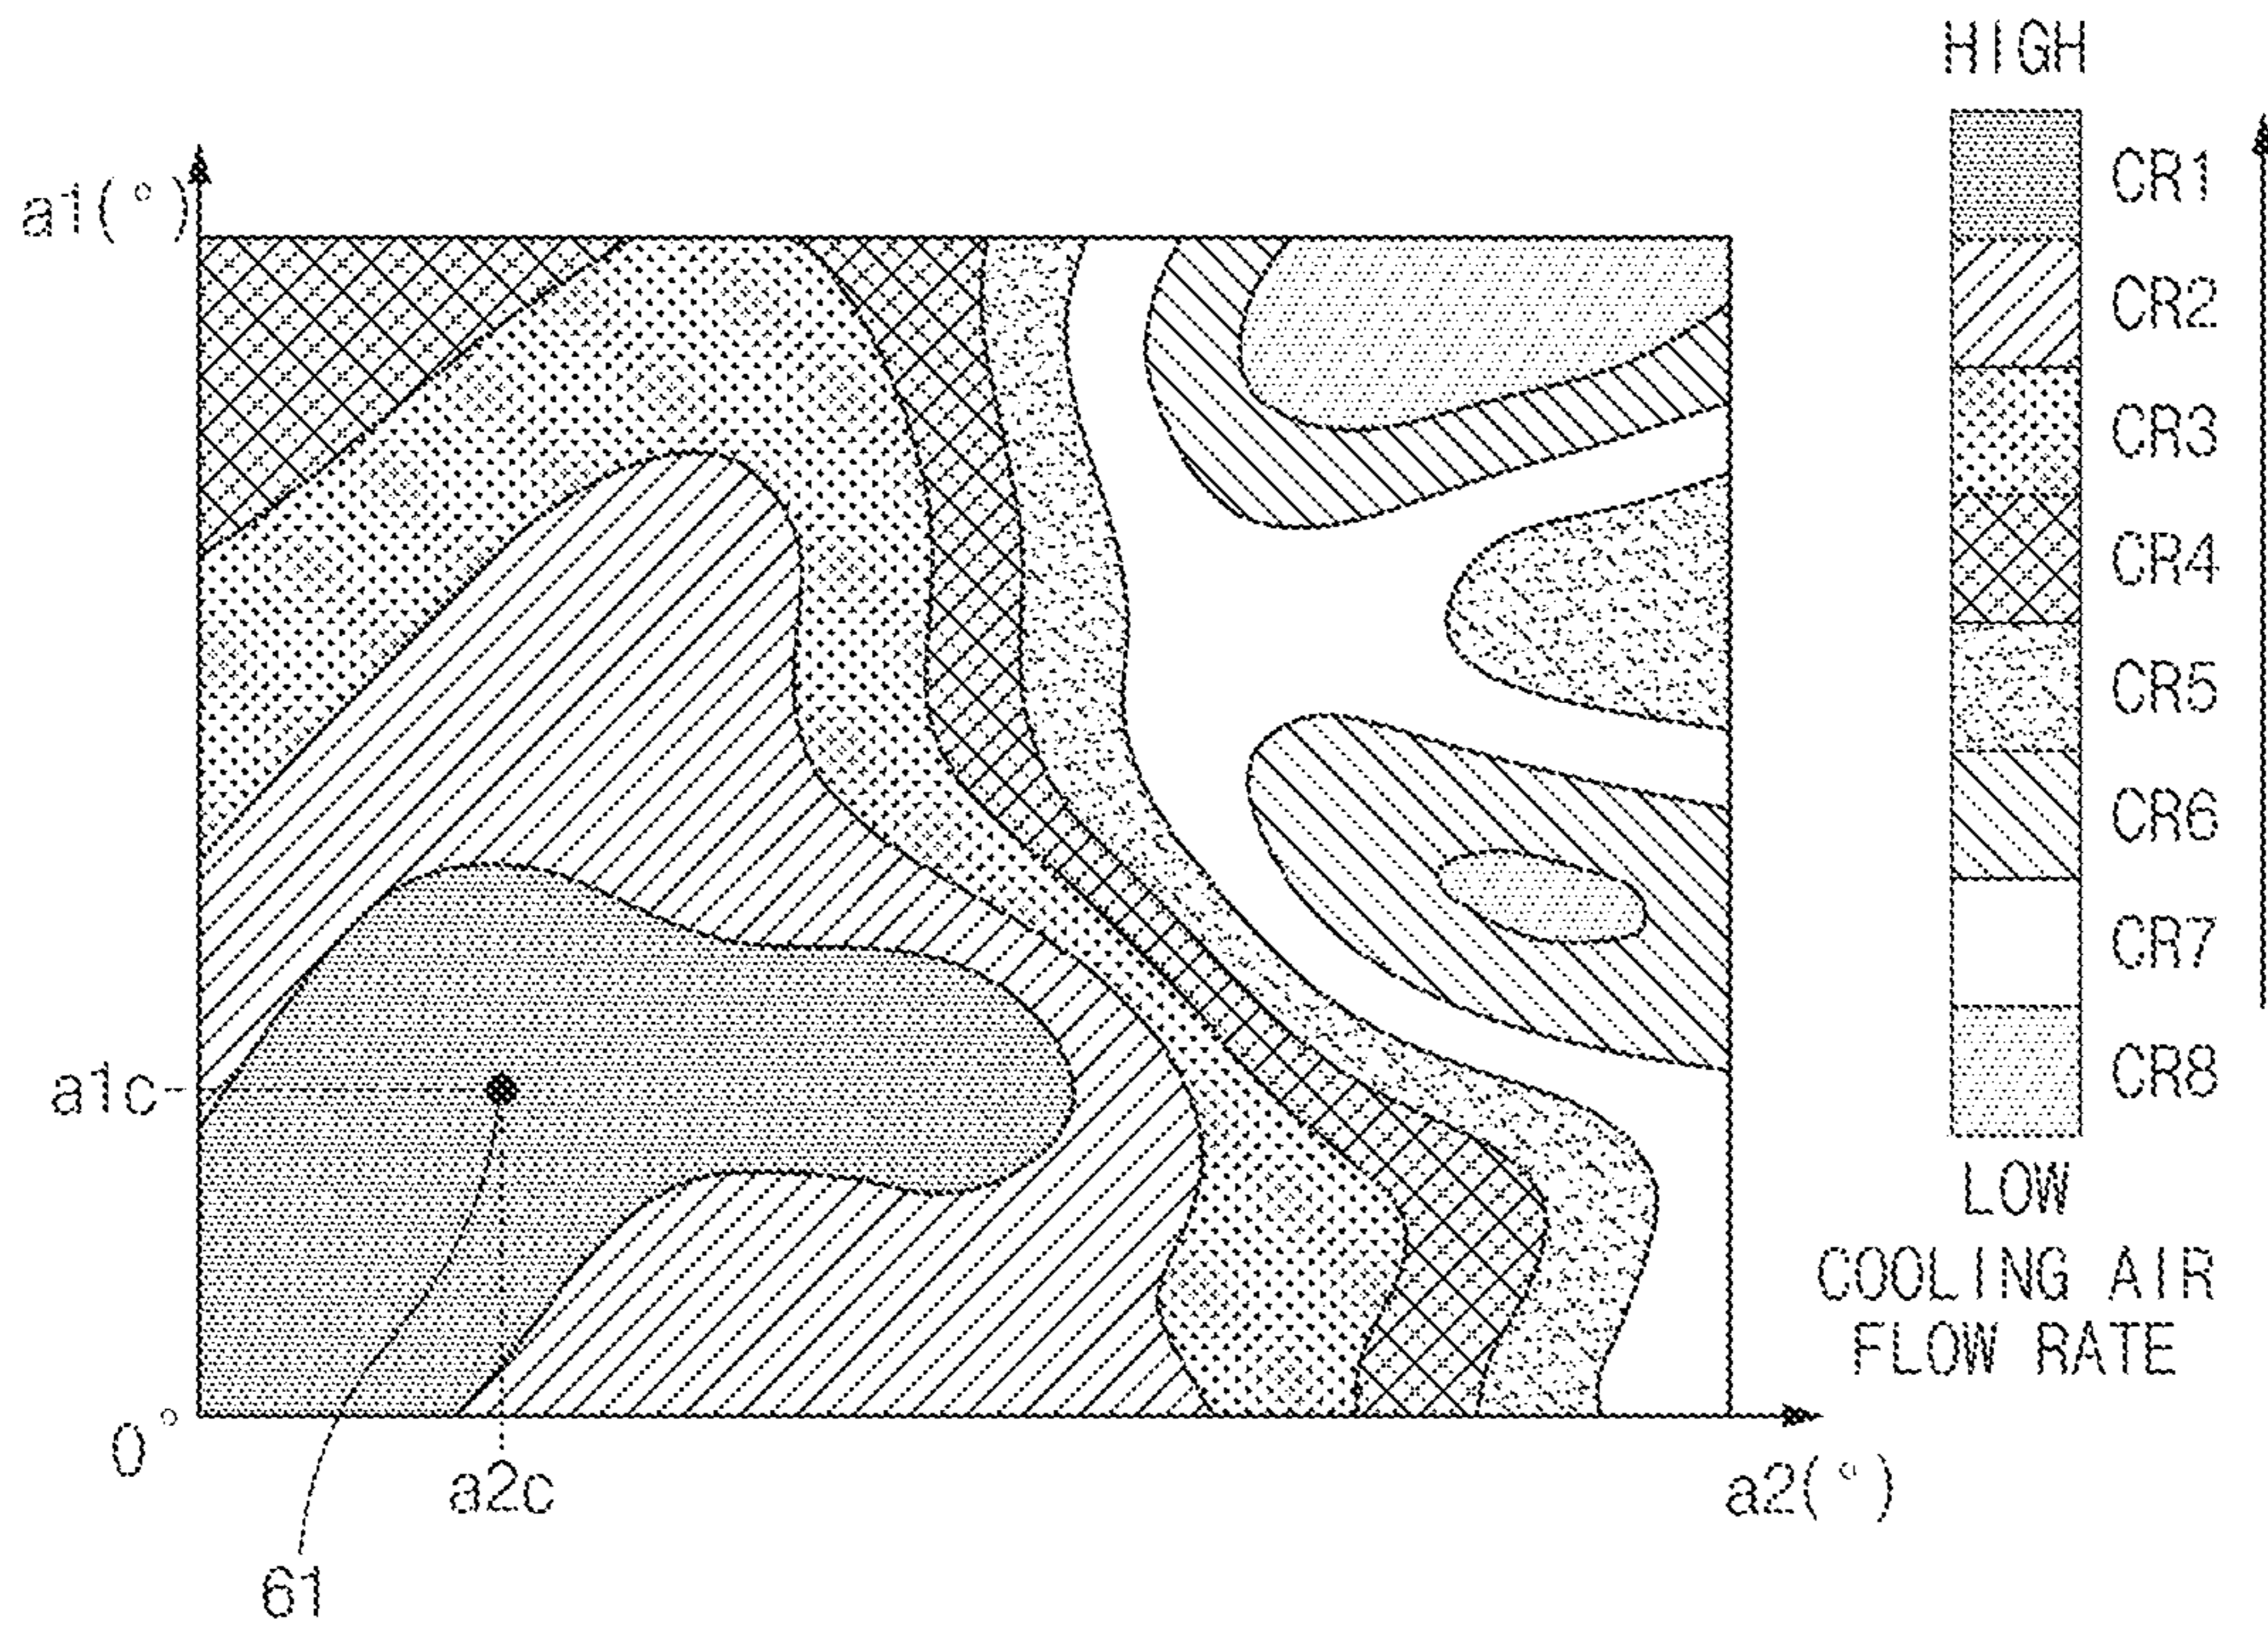 HIGH
a1(°)
CR1
CR2
CR3
CR4
CR5
CR6
CR7
CR8
a1c
LOW
COOLING AIR
FLOW RATE
0°
a2c
a2(°)
61